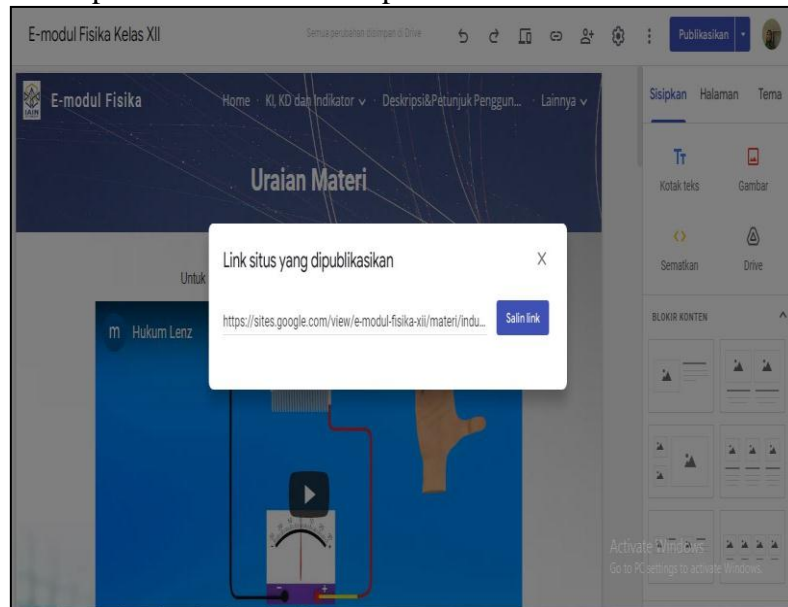 E-modul Fisika Kelas XII
Semua perubahan disimpan di Drive
Publikasikan
IAIN
E-modul Fisika
Home · KI, KD dan Indikator · Deskripsi&Petunjuk Penggun... · Lainnya
Uraian Materi
Sisipkan Halaman Tema
Kotak teks
Gambar
Sematkan
Drive
BLOKIR KONTEN
Link situs yang dipublikasikan
X
https://sites.google.com/view/e-modul-fisika-xii/materi/indu...
Salin link
Untuk
m Hukum Lenz
Activate Windows
Go to PC settings to activate Windows.